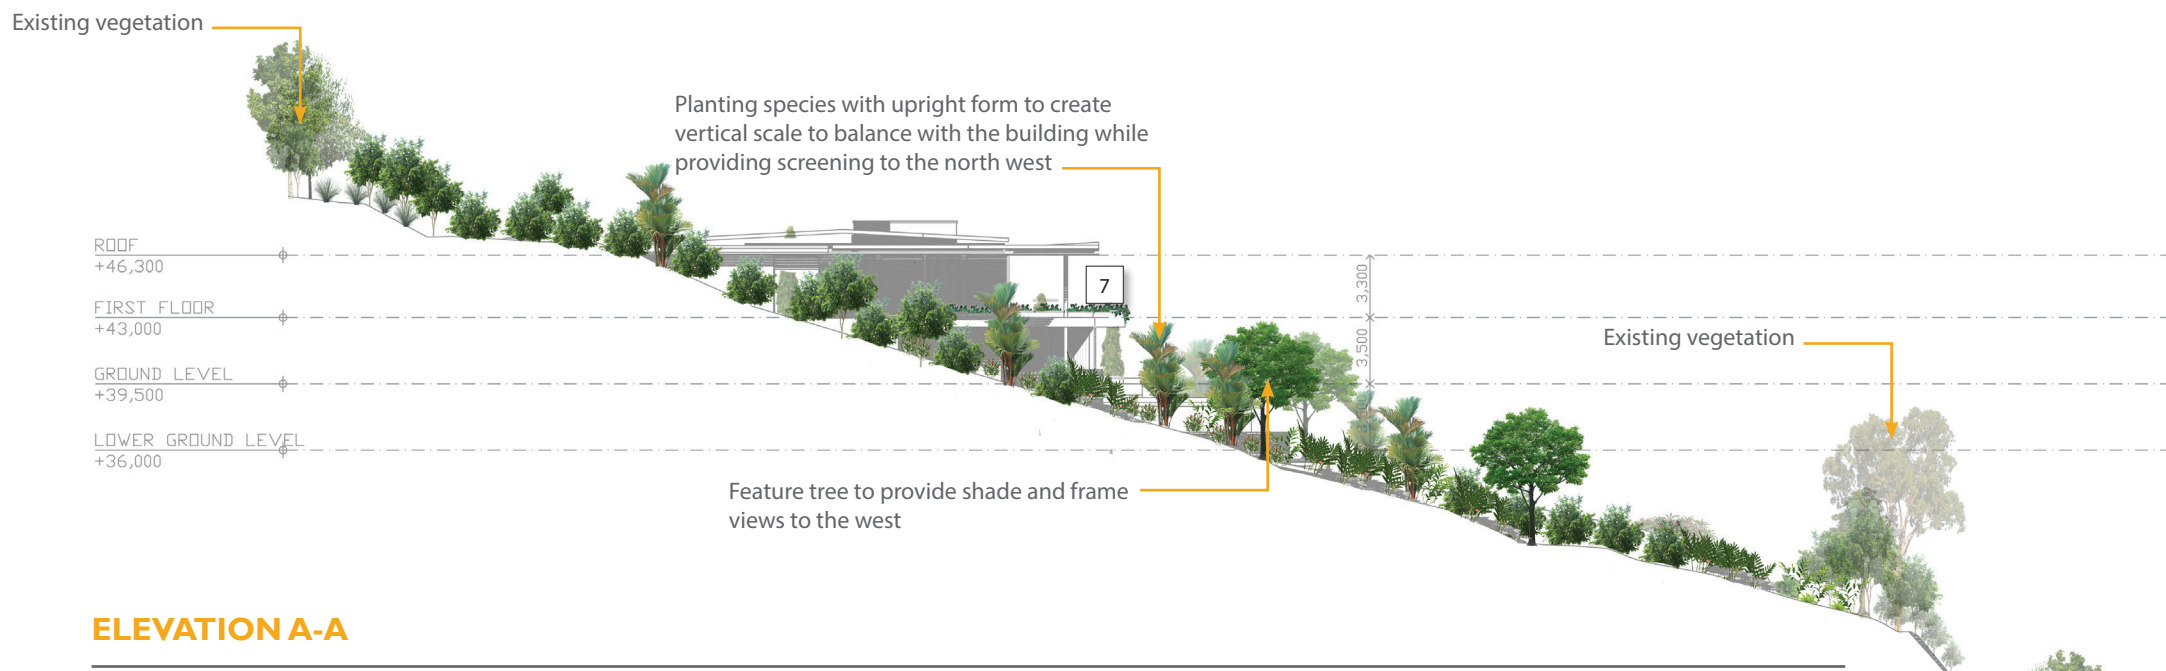 Existing vegetation
Planting species with upright form to create
vertical scale to balance with the building while
providing screening to the north west
ROOF
+46,300
3,300
7
FIRST FLOOR
+43,000
3,500
Existing vegetation
GROUND LEVEL
+39,500
LOWER GROUND LEVEL
+36,000
Feature tree to provide shade and frame
views to the west
ELEVATION A-A